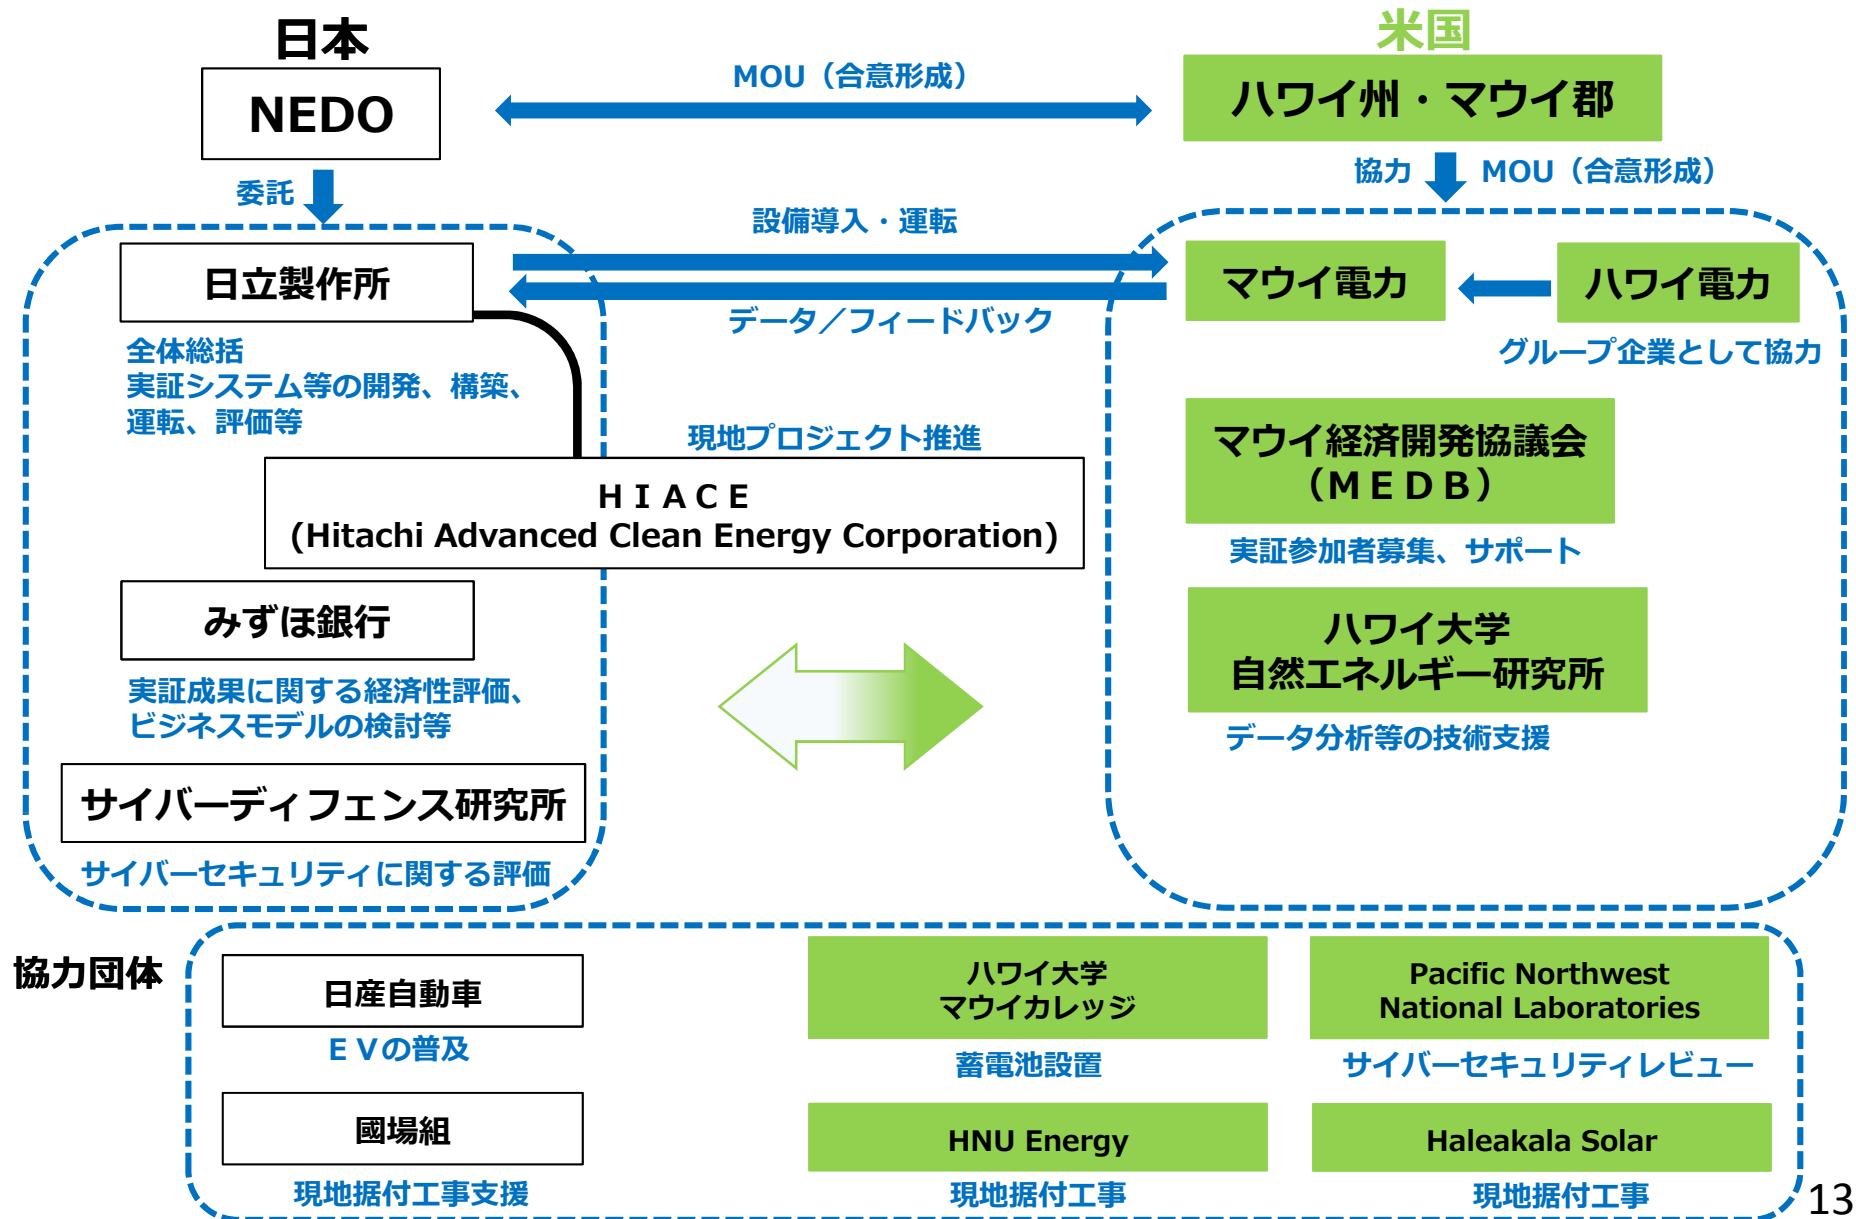 日本
米国
NEDO
MOU（合意形成）
ハワイ州・マウイ郡
委託
協力
MOU（合意形成）
設備導入・運転
日立製作所
マウイ電力
ハワイ電力
データ／フィードバック
グループ企業として協力
全体総括
実証システム等の開発、構築、
運転、評価等
現地プロジェクト推進
ＨＩＡＣＥ
(Hitachi Advanced Clean Energy Corporation)
マウイ経済開発協議会
（ＭＥＤＢ）
実証参加者募集、サポート
みずほ銀行
実証成果に関する経済性評価、
ビジネスモデルの検討等
ハワイ大学
自然エネルギー研究所
データ分析等の技術支援
サイバーディフェンス研究所
サイバーセキュリティに関する評価
協力団体
日産自動車
ＥＶの普及
ハワイ大学
マウイカレッジ
蓄電池設置
Pacific Northwest
National Laboratories
サイバーセキュリティレビュー
國場組
現地据付工事支援
HNU Energy
現地据付工事
Haleakala Solar
現地据付工事
13